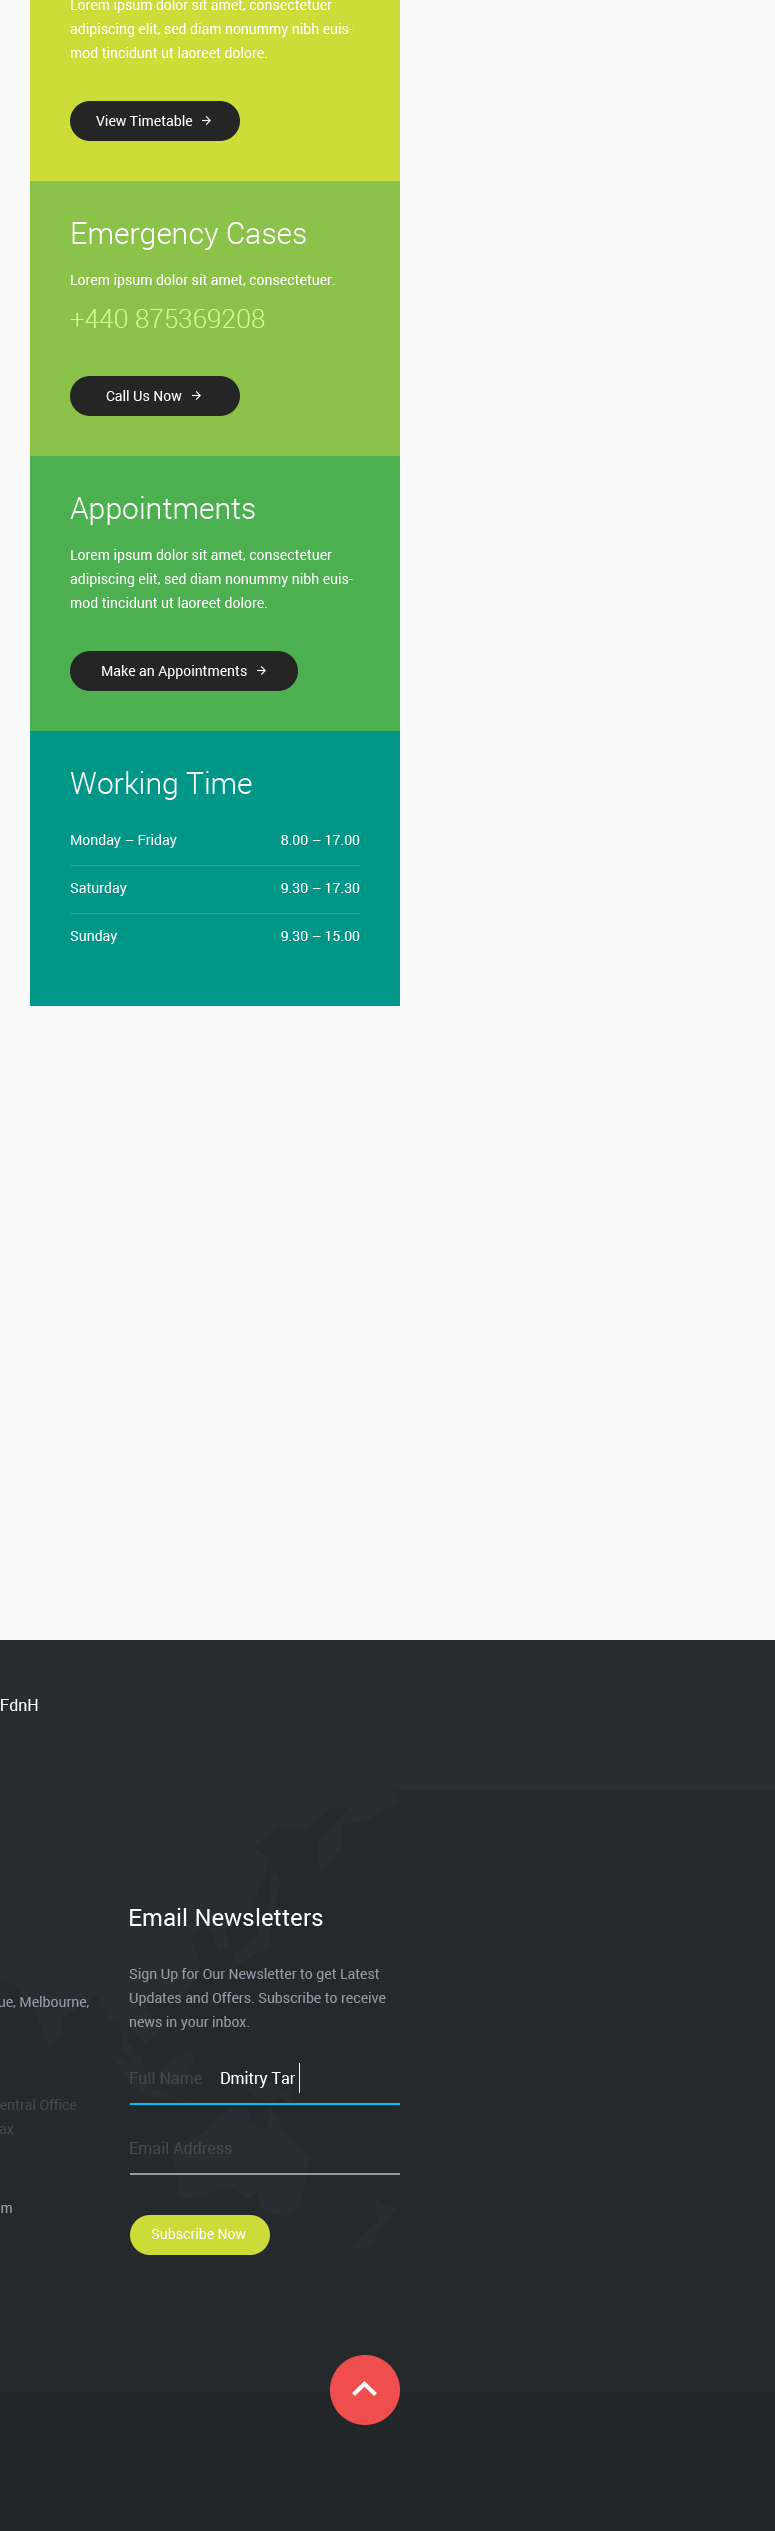 Lorem ipsum dolor sit amet, consectetuer
adipiscing elit, sed diam nonummy nibh euis-
mod tincidunt ut laoreet dolore.
View Timetable →
Emergency Cases
Lorem ipsum dolor sit amet, consectetuer.
+440 875369208
Call Us Now →
Appointments
Lorem ipsum dolor sit amet, consectetuer
adipiscing elit, sed diam nonummy nibh euis-
mod tincidunt ut laoreet dolore.
Make an Appointments →
Working Time
Monday – Friday 8.00 – 17.00
Saturday 9.30 – 17.30
Sunday 9.30 – 15.00
FdnH
Email Newsletters
Sign Up for Our Newsletter to get Latest
Updates and Offers. Subscribe to receive
news in your inbox.
ue, Melbourne,
Full Name Dmitry Tar
entral Office
ax
Email Address
m
Subscribe Now